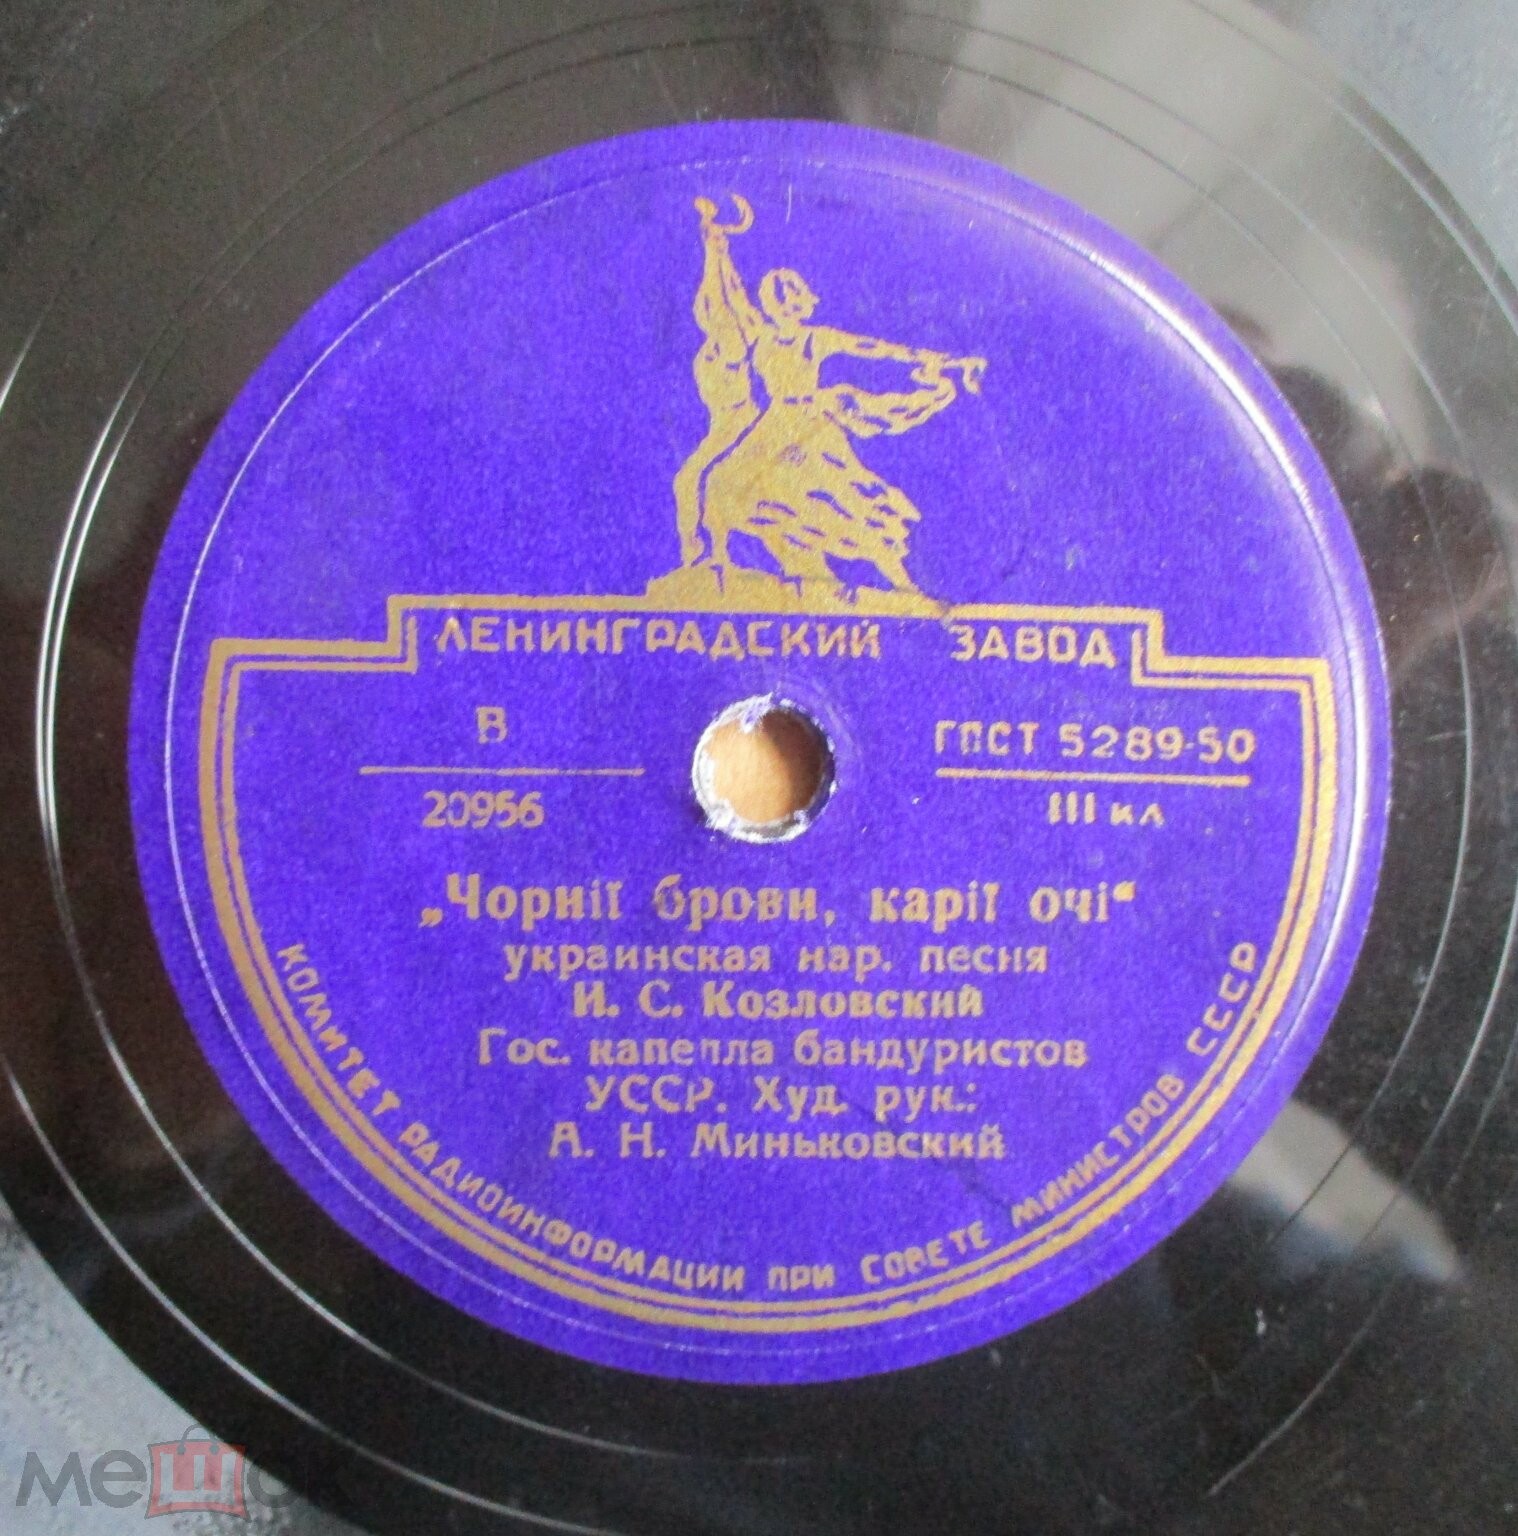 ЛЕНИНГРАДСКИЙ ЗАВОД
В
20956
ГОСТ 5289-50
III кл
„Чорнії брови, карії очі“
украинская нар. песня
И. С. Козловский
Гос. капелла бандуристов
УССР. Худ. рук.:
А. Н. Миньковский
КОМИТЕТ РАДИОИНФОРМАЦИИ ПРИ СОВЕТЕ МИНИСТРОВ СССР